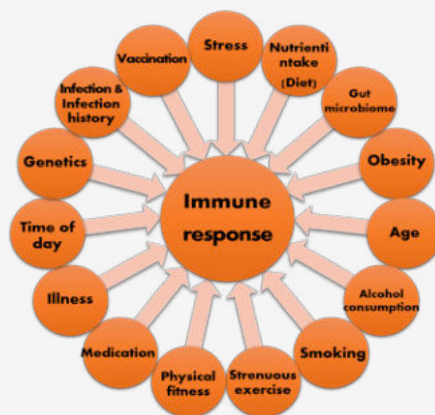 Stress
Nutrienti
ntake
(Diet)
Gut
microbiome
Obesity
Age
Alcohol
consumption
Smoking
Strenuous
exercise
Physical
fitness
Medication
Illness
Time of
day
Genetics
Infection &
Infection
history
Vaccination
Immune
response